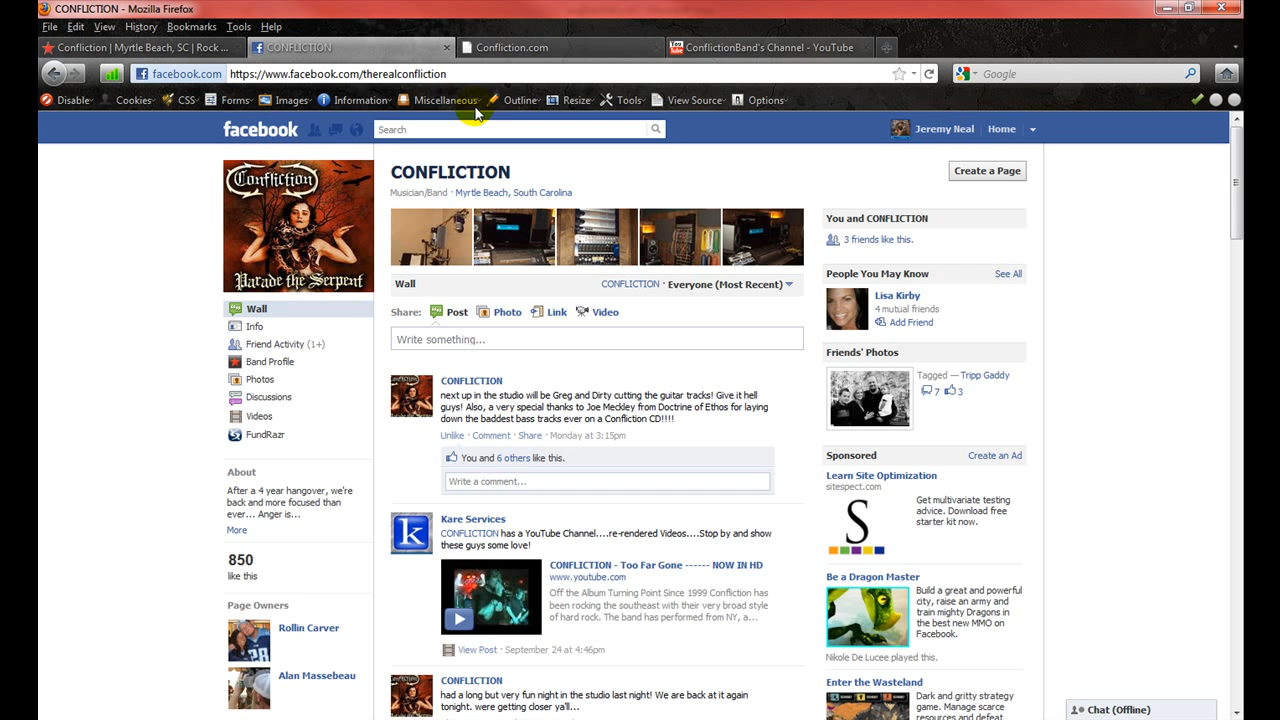 CONFLICTION - Mozilla Firefox
File Edit View History Bookmarks Tools Help
Confliction | Myrtle Beach, SC | Rock ...
CONFLICTION
Confliction.com
You Tube
ConflictionBand's Channel - YouTube
facebook.com
https://www.facebook.com/therealconfliction
Google
Disable Cookies CSS Forms Images Information Miscellaneous Outline Resize Tools View Source Options
facebook
Search
Jeremy Neal Home
Confliction
Parade the Serpent
Wall
Info
Friend Activity (1+)
Band Profile
Photos
Discussions
Videos
FundRazr
About
After a 4 year hangover, we're
back and more focused than
ever... Anger is...
More
850
like this
Page Owners
Rollin Carver
Alan Massebeau
CONFLICTION
Musician/Band · Myrtle Beach, South Carolina
Create a Page
Wall
CONFLICTION · Everyone (Most Recent)
Share: Post Photo Link Video
Write something...
CONFLICTION
next up in the studio will be Greg and Dirty cutting the guitar tracks! Give it hell
guys! Also, a very special thanks to Joe Meckley from Doctrine of Ethos for laying
down the baddest bass tracks ever on a Confliction CD!!!!
Unlike · Comment · Share · Monday at 3:15pm
You and 6 others like this.
Write a comment...
k
Kare Services
CONFLICTION has a YouTube Channel....re-rendered Videos....Stop by and show
these guys some love!
CONFLICTION - Too Far Gone ------ NOW IN HD
www.youtube.com
Off the Album Turning Point Since 1999 Confliction has
been rocking the southeast with their very broad style
of hard rock. The band has performed from NY, a...
View Post · September 24 at 4:46pm
CONFLICTION
had a long but very fun night in the studio last night! We are back at it again
tonight. were getting closer ya'll...
You and CONFLICTION
3 friends like this.
People You May Know See All
Lisa Kirby
4 mutual friends
Add Friend
Friends' Photos
Tagged — Tripp Gaddy
7 3
Sponsored Create an Ad
Learn Site Optimization
sitespect.com
S
Get multivariate testing
advice. Download free
starter kit now.
Be a Dragon Master
Build a great and powerful
city, raise an army and
train mighty Dragons in
the best new MMO on
Facebook.
Nikole De Lucee played this.
Enter the Wasteland
Dark and gritty strategy
game. Manage scarce
resources and defeat
Chat (Offline)